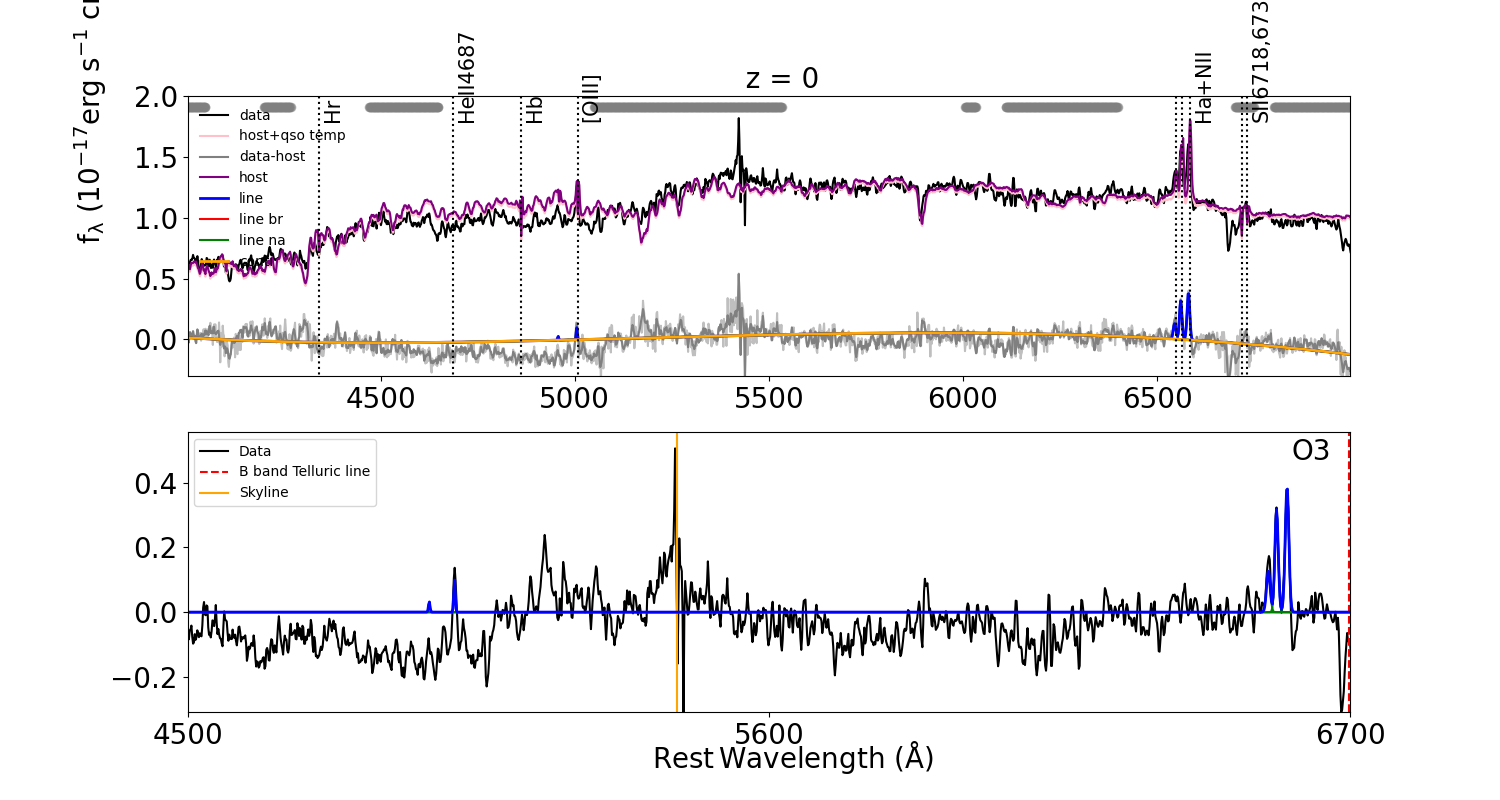 z = 0
fλ (10−17erg s−1 c
Hr
HeII4687
Hb
[OIII]
Ha+NII
SII6718,673
2.0
1.5
1.0
0.5
0.0
data
host+qso temp
data-host
host
line
line br
line na
4500 5000 5500 6000 6500
O3
Data
B band Telluric line
Skyline
0.4
0.2
0.0
−0.2
4500 5600 6700
Rest Wavelength (Å)